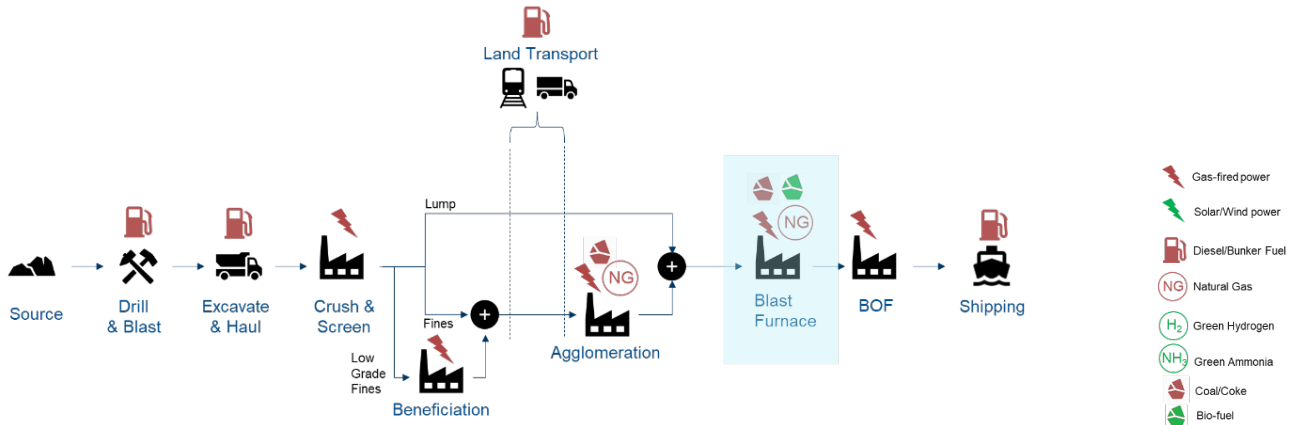 Land Transport
Lump
NG
NG
Source
Drill
& Blast
Excavate
& Haul
Crush &
Screen
Fines
Low
Grade
Fines
Beneficiation
Agglomeration
Blast
Furnace
BOF
Shipping
Gas-fired power
Solar/Wind power
Diesel/Bunker Fuel
NG Natural Gas
H₂ Green Hydrogen
NH₃ Green Ammonia
Coal/Coke
Bio-fuel